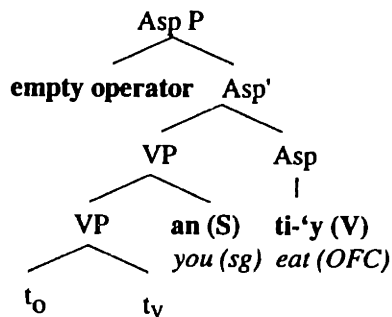 Asp P
empty operator Asp'
VP Asp
VP an (S) ti-‘y (V)
you (sg) eat (OFC)
to tv